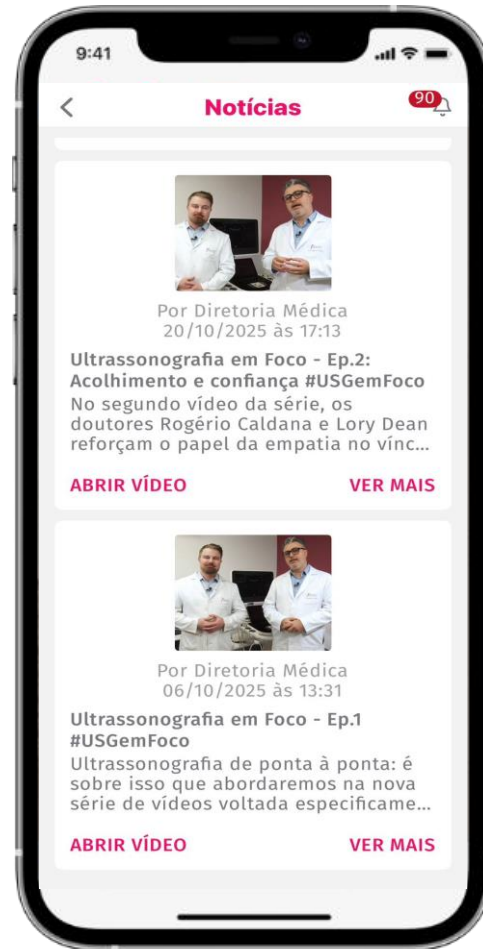 9:41
Notícias
90
Por Diretoria Médica
20/10/2025 às 17:13
Ultrassonografia em Foco - Ep.2:
Acolhimento e confiança #USGemFoco
No segundo vídeo da série, os
doutores Rogério Caldana e Lory Dean
reforçam o papel da empatia no vínc...
ABRIR VÍDEO
VER MAIS
Por Diretoria Médica
06/10/2025 às 13:31
Ultrassonografia em Foco - Ep.1
#USGemFoco
Ultrassonografia de ponta à ponta: é
sobre isso que abordaremos na nova
série de vídeos voltada especificame...
ABRIR VÍDEO
VER MAIS